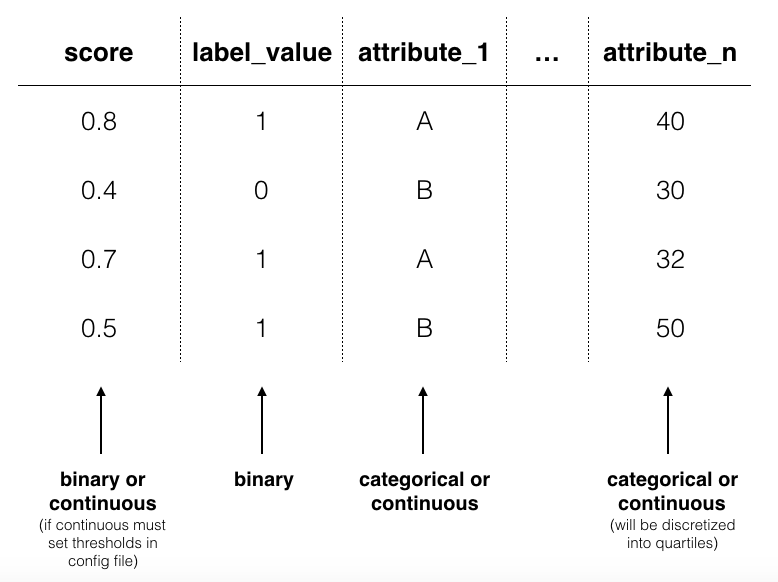 score label_value attribute_1 ... attribute_n
0.8 1 A 40
0.4 0 B 30
0.7 1 A 32
0.5 1 B 50
binary or
continuous
(if continuous must
set thresholds in
config file)
binary
categorical or
continuous
categorical or
continuous
(will be discretized
into quartiles)